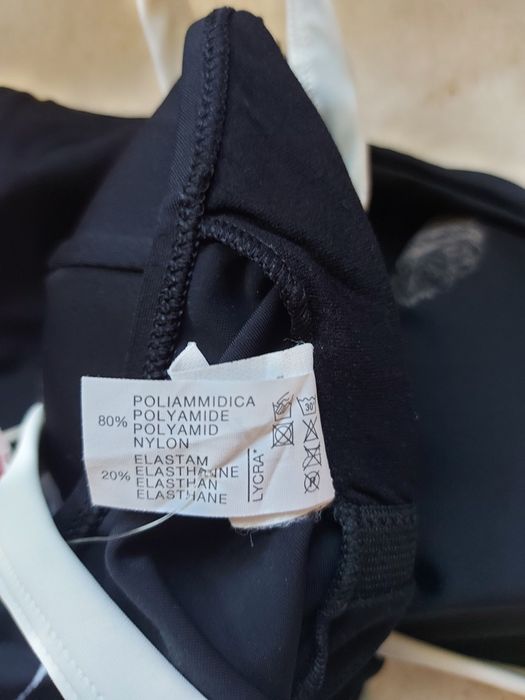 80%
POLIAMMIDICA
POLYAMIDE
POLYAMID
NYLON
20%
ELASTAM
ELASTHANNE
ELASTHAN
ELASTHANE
LYCRA*
30°